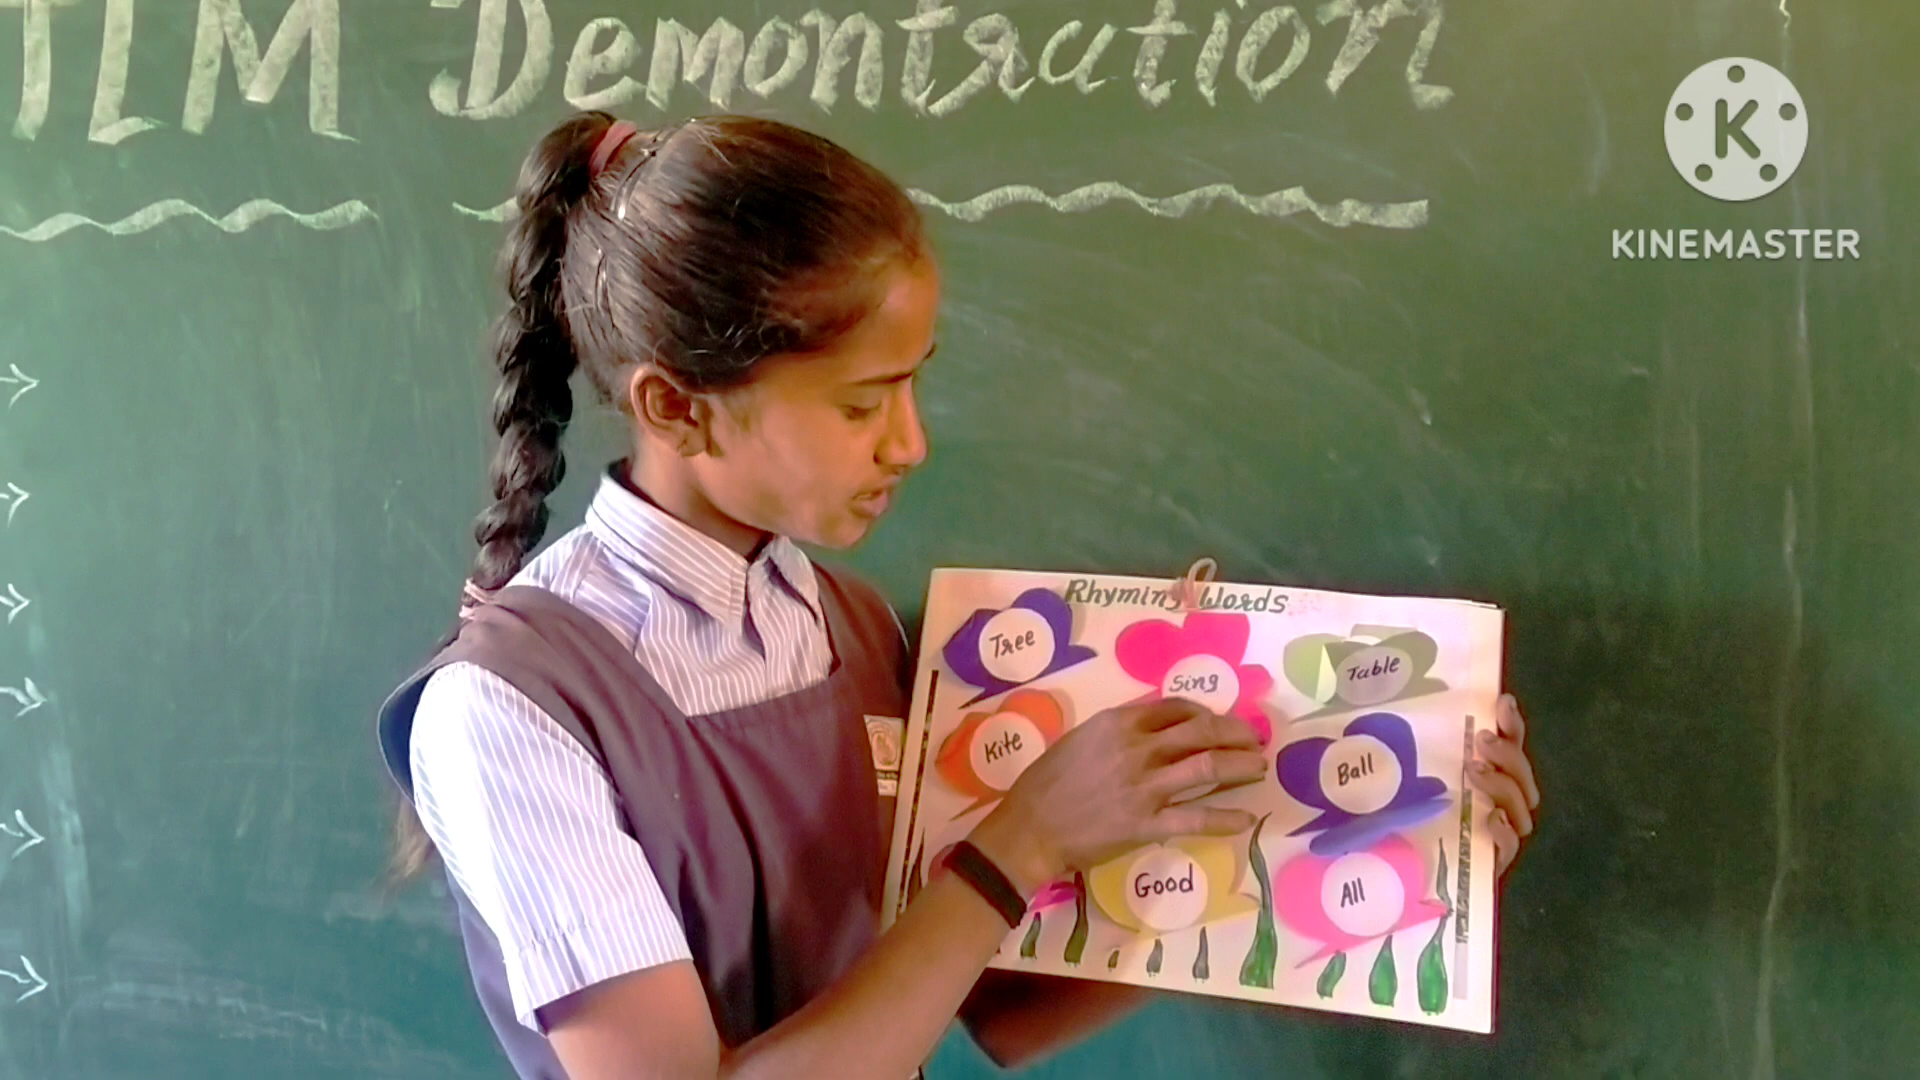 TLM Demontration
KINEMASTER
Rhyming Words
Tree
Sing
Table
Kite
Ball
Good
All